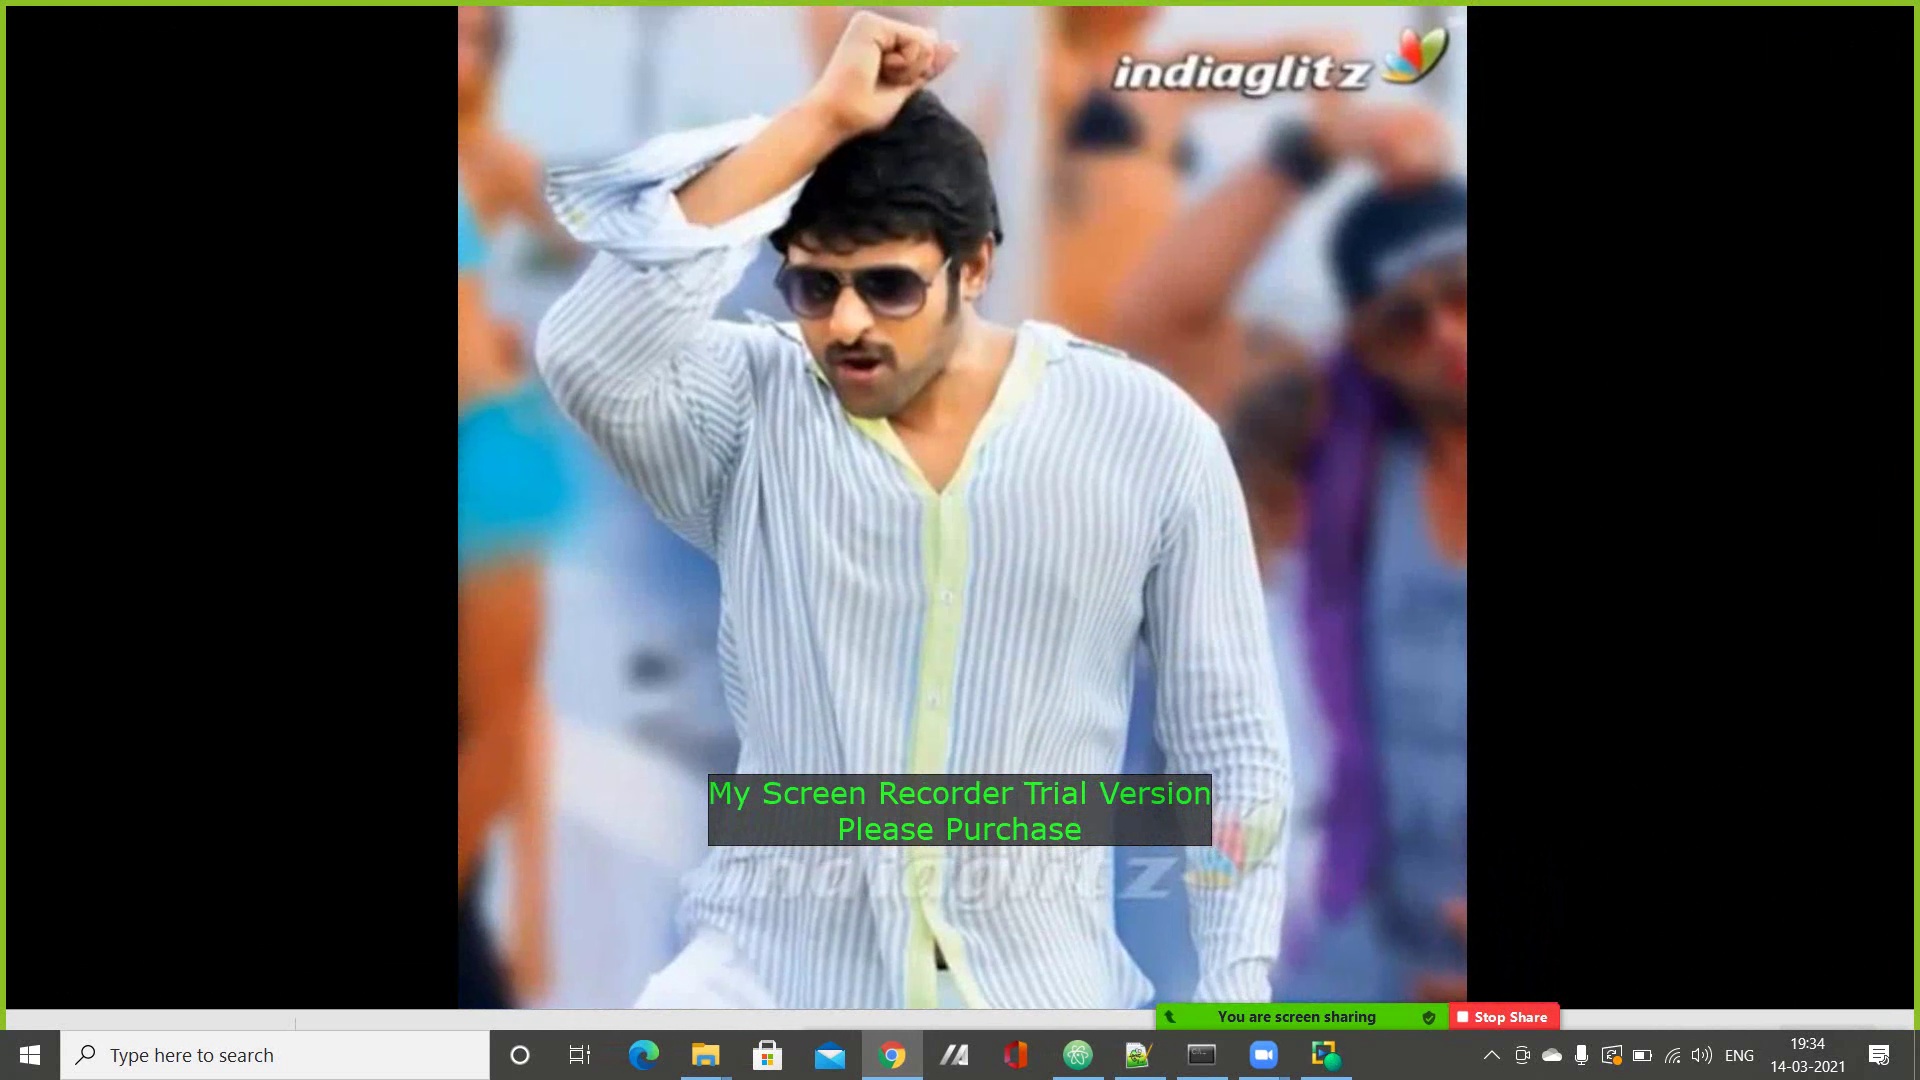 indiaglitz
My Screen Recorder Trial Version
Please Purchase
indiaglitz
You are screen sharing
Stop Share
Type here to search
ENG
19:34
14-03-2021